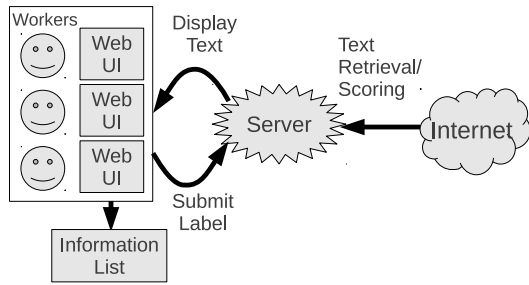 Workers
Web
UI
Web
UI
Web
UI
Display
Text
Submit
Label
Server
Text
Retrieval/
Scoring
Internet
Information
List